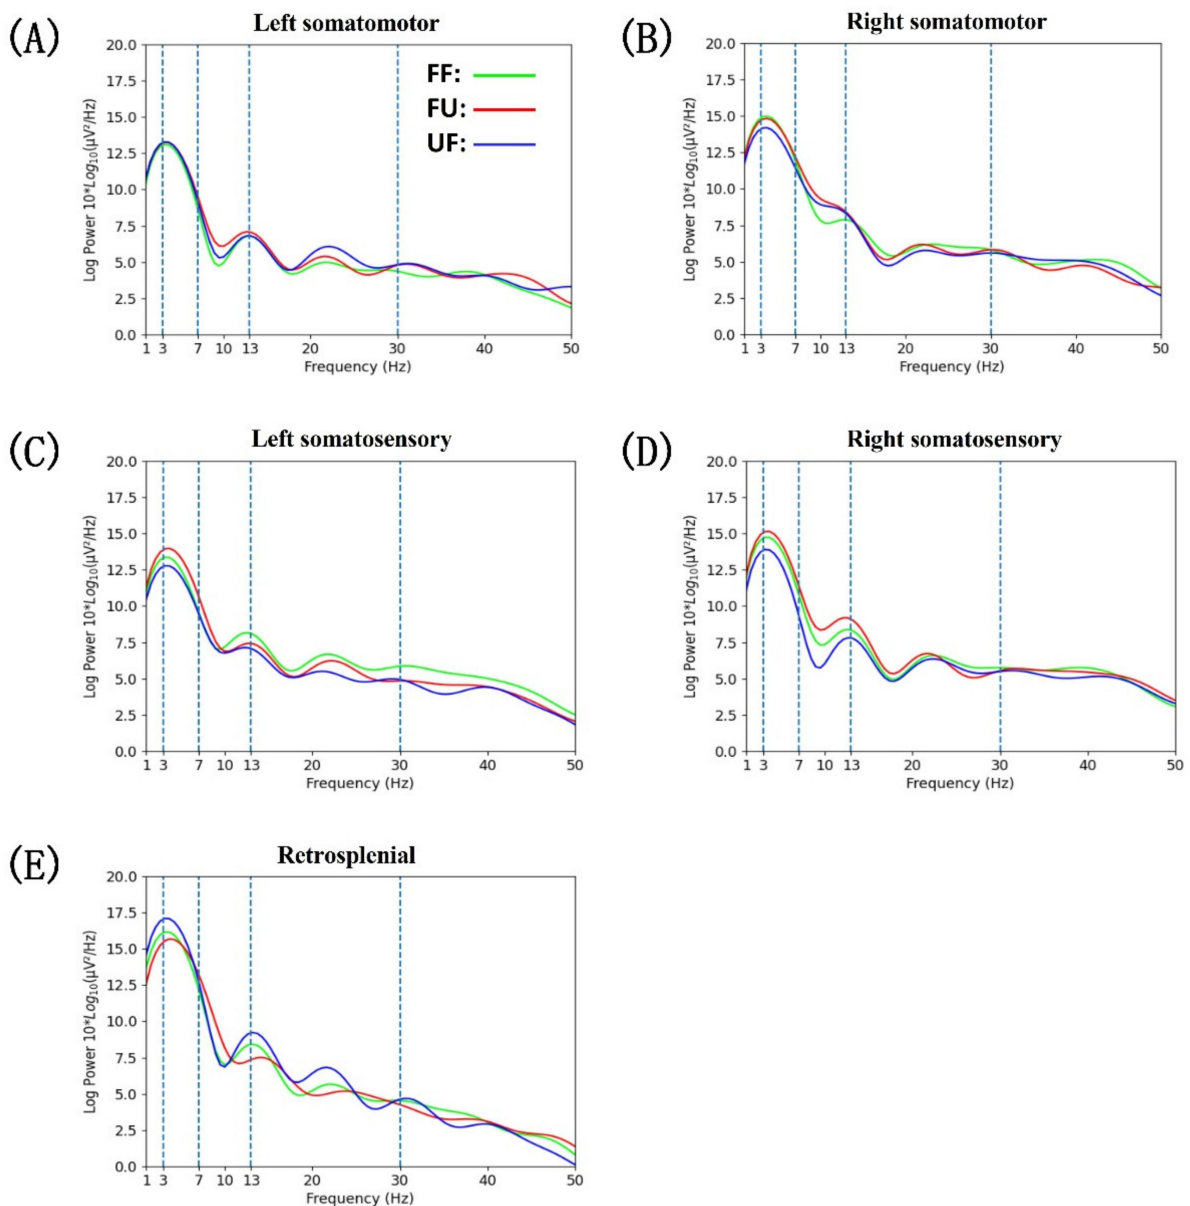 (A)
Left somatomotor
20.0
17.5
15.0
12.5
10.0
7.5
5.0
2.5
0.0
Log Power 10*Log₁₀(μV²/Hz)
FF:
FU:
UF:
1 3 7 10 13 20 30 40 50
Frequency (Hz)
(B)
Right somatomotor
20.0
17.5
15.0
12.5
10.0
7.5
5.0
2.5
0.0
Log Power 10*Log₁₀(μV²/Hz)
1 3 7 10 13 20 30 40 50
Frequency (Hz)
(C)
Left somatosensory
20.0
17.5
15.0
12.5
10.0
7.5
5.0
2.5
0.0
Log Power 10*Log₁₀(μV²/Hz)
1 3 7 10 13 20 30 40 50
Frequency (Hz)
(D)
Right somatosensory
20.0
17.5
15.0
12.5
10.0
7.5
5.0
2.5
0.0
Log Power 10*Log₁₀(μV²/Hz)
1 3 7 10 13 20 30 40 50
Frequency (Hz)
(E)
Retrosplenial
20.0
17.5
15.0
12.5
10.0
7.5
5.0
2.5
0.0
Log Power 10*Log₁₀(μV²/Hz)
1 3 7 10 13 20 30 40 50
Frequency (Hz)